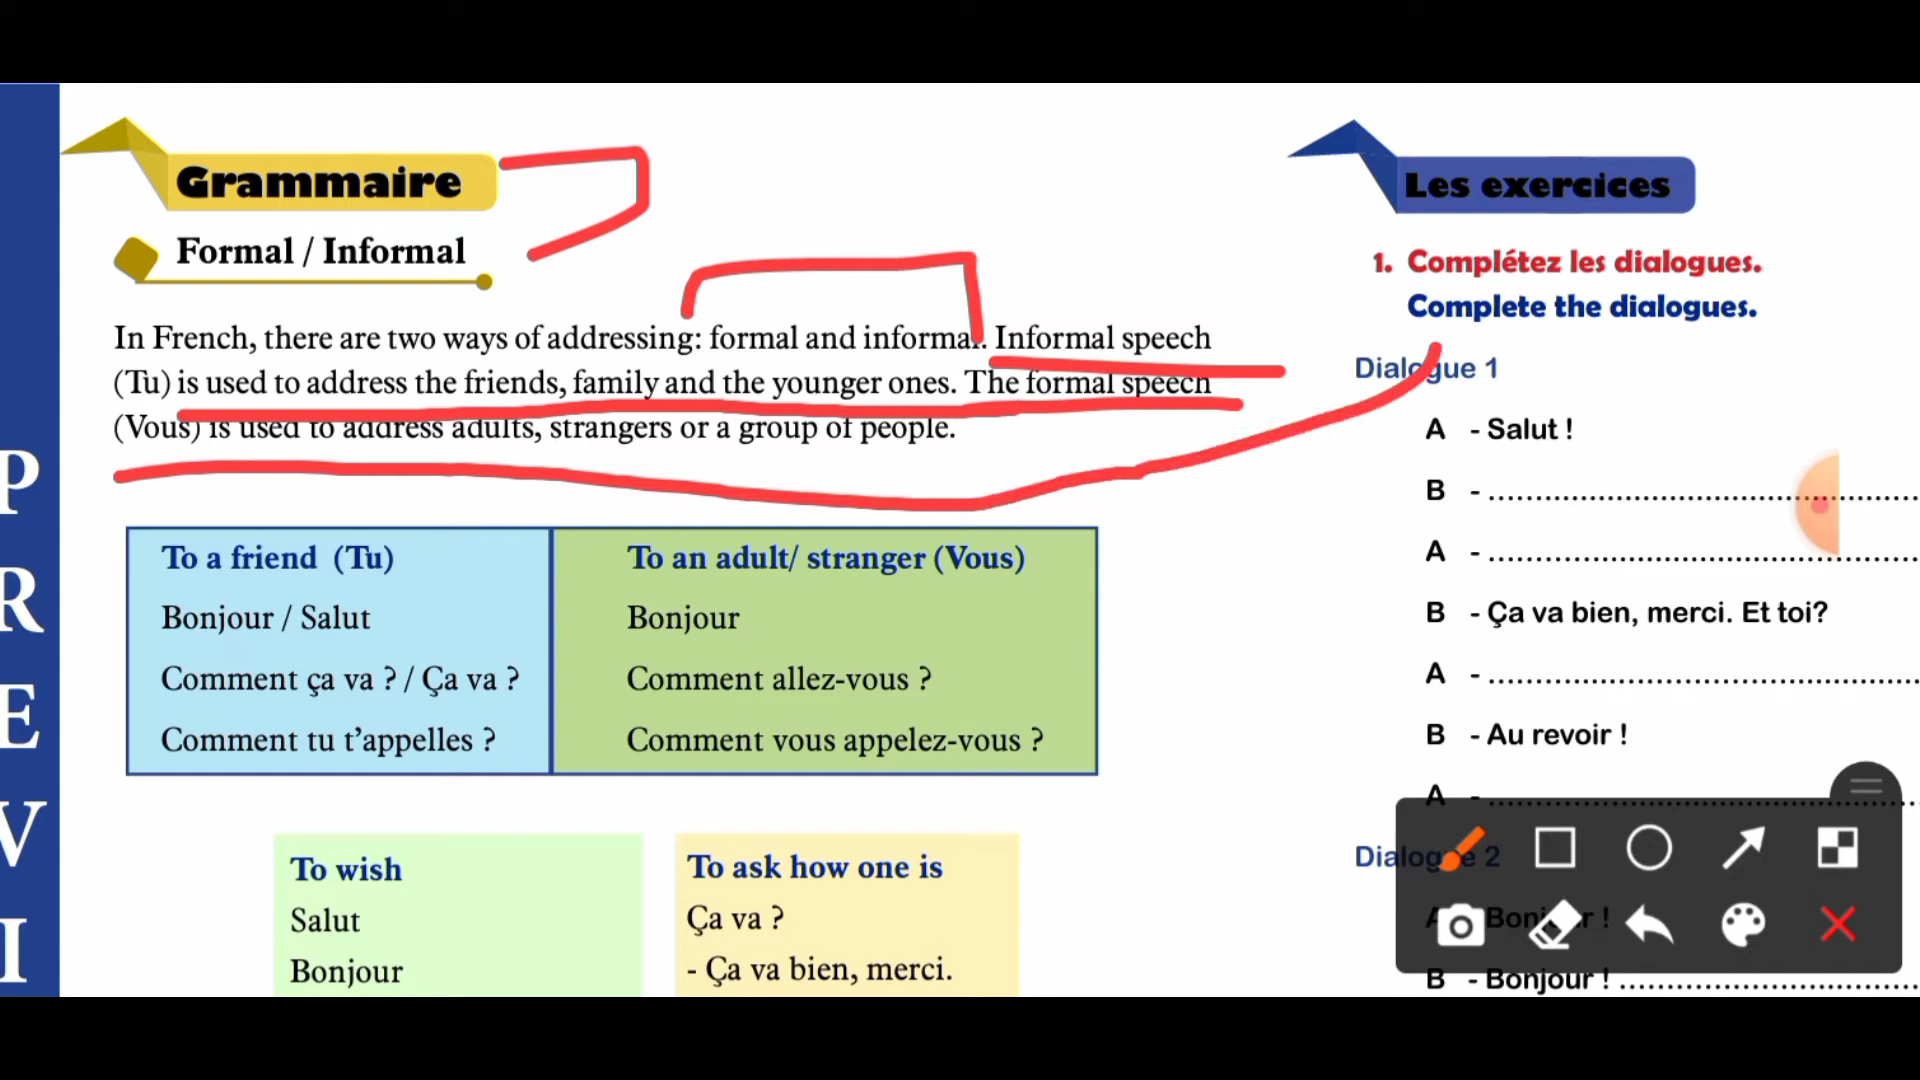 P
R
E
V
I
Grammaire
Formal / Informal
In French, there are two ways of addressing: formal and informal. Informal speech
(Tu) is used to address the friends, family and the younger ones. The formal speech
(Vous) is used to address adults, strangers or a group of people.
To a friend (Tu)
Bonjour / Salut
Comment ça va ? / Ça va ?
Comment tu t'appelles ?
To an adult/ stranger (Vous)
Bonjour
Comment allez-vous ?
Comment vous appelez-vous ?
To wish
Salut
Bonjour
To ask how one is
Ça va ?
- Ça va bien, merci.
Les exercices
1. Complétez les dialogues.
Complete the dialogues.
Dialogue 1
A - Salut !
B - ................................................
A - ................................................
B - Ça va bien, merci. Et toi?
A - ................................................
B - Au revoir !
A - ................................................
Dialogue 2
A - Bonjour !
B - Bonjour ! ..................................